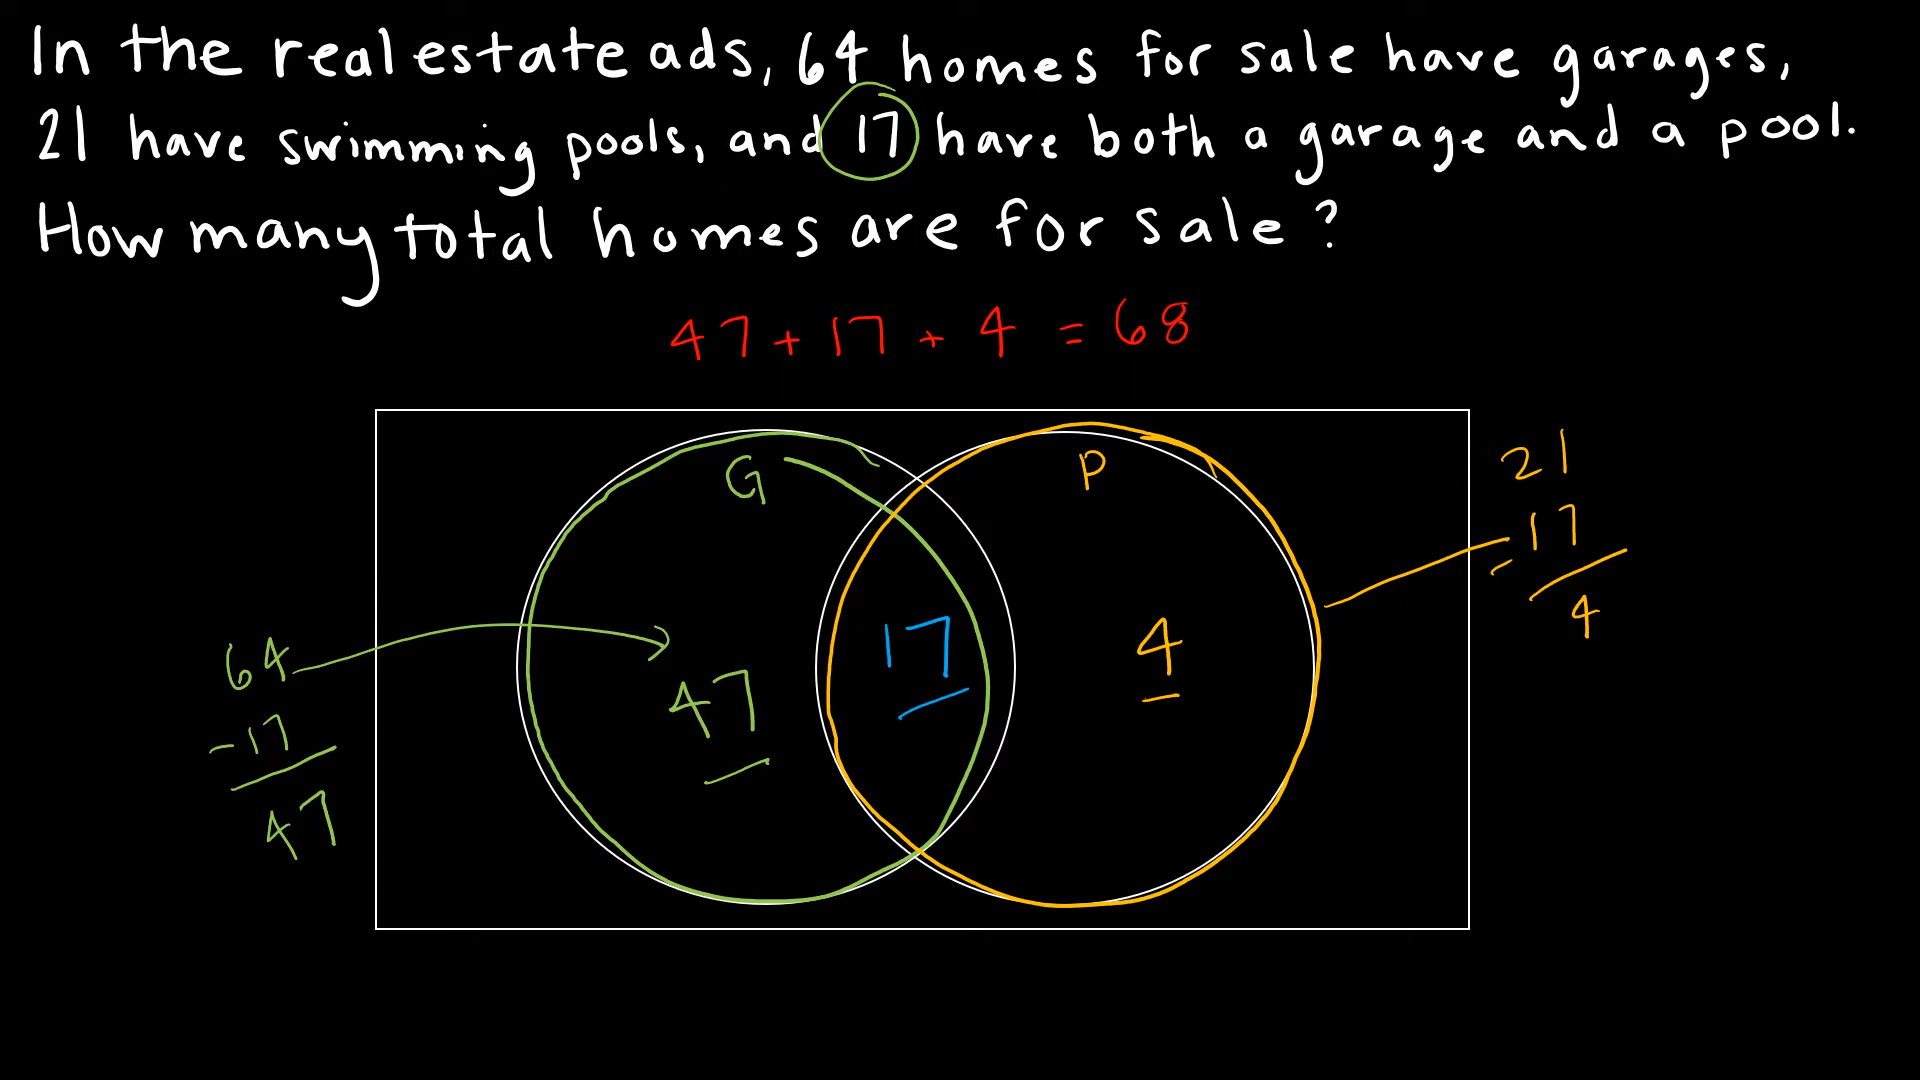 In the real estate ads, 64 homes for sale have garages,
21 have swimming pools, and 17 have both a garage and a pool.
How many total homes are for sale?
47 + 17 + 4 = 68
G
P
21
- 17
4
17
4
64
47
- 17
47